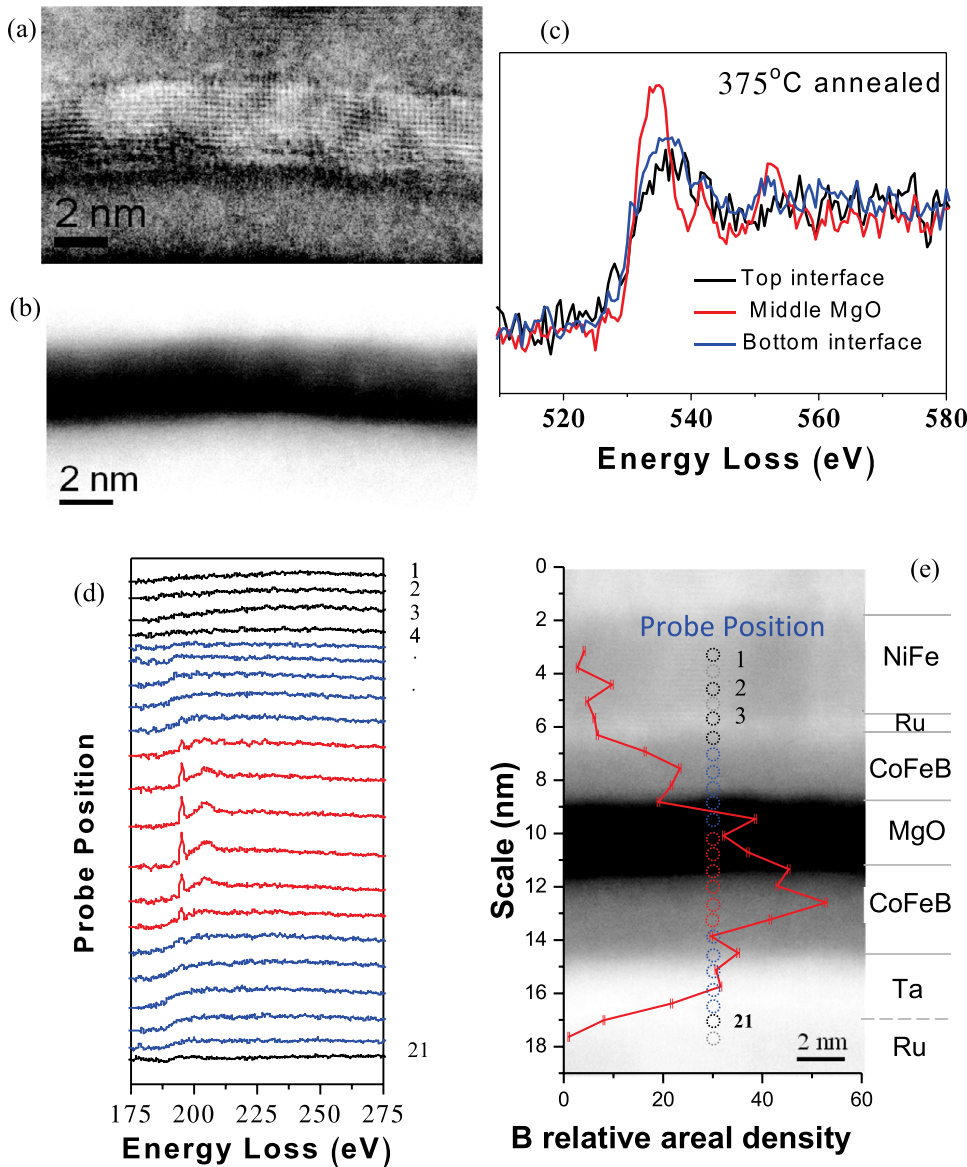 (a)
2 nm
(b)
2 nm
(c)
375°C annealed
Top interface
Middle MgO
Bottom interface
520 540 560 580
Energy Loss (eV)
(d)
1
2
3
4
.
.
21
Probe Position
175 200 225 250 275
Energy Loss (eV)
(e)
0
2
4
6
8
10
12
14
16
18
Scale (nm)
Probe Position
1
2
3
21
2 nm
NiFe
Ru
CoFeB
MgO
CoFeB
Ta
Ru
0 20 40 60
B relative areal density